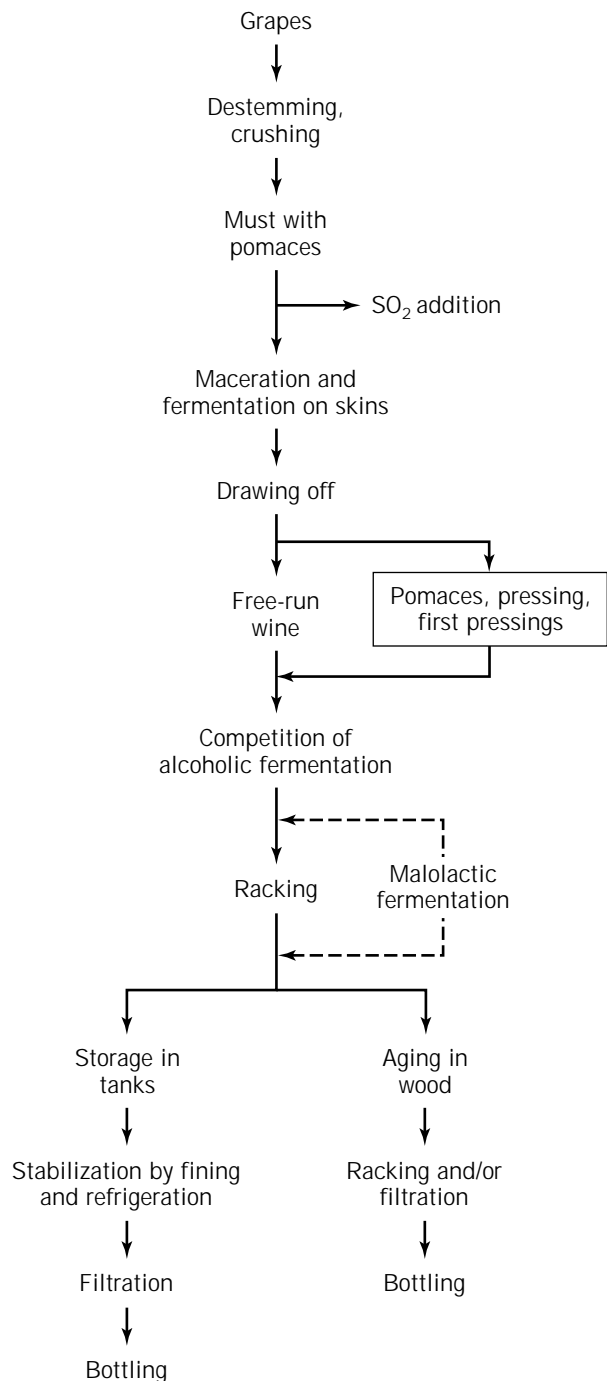 Grapes
Destemming,
crushing
Must with
pomaces
SO₂ addition
Maceration and
fermentation on skins
Drawing off
Free-run
wine
Pomaces, pressing,
first pressings
Competition of
alcoholic fermentation
Malolactic
fermentation
Racking
Storage in
tanks
Aging in
wood
Stabilization by fining
and refrigeration
Racking and/or
filtration
Filtration
Bottling
Bottling